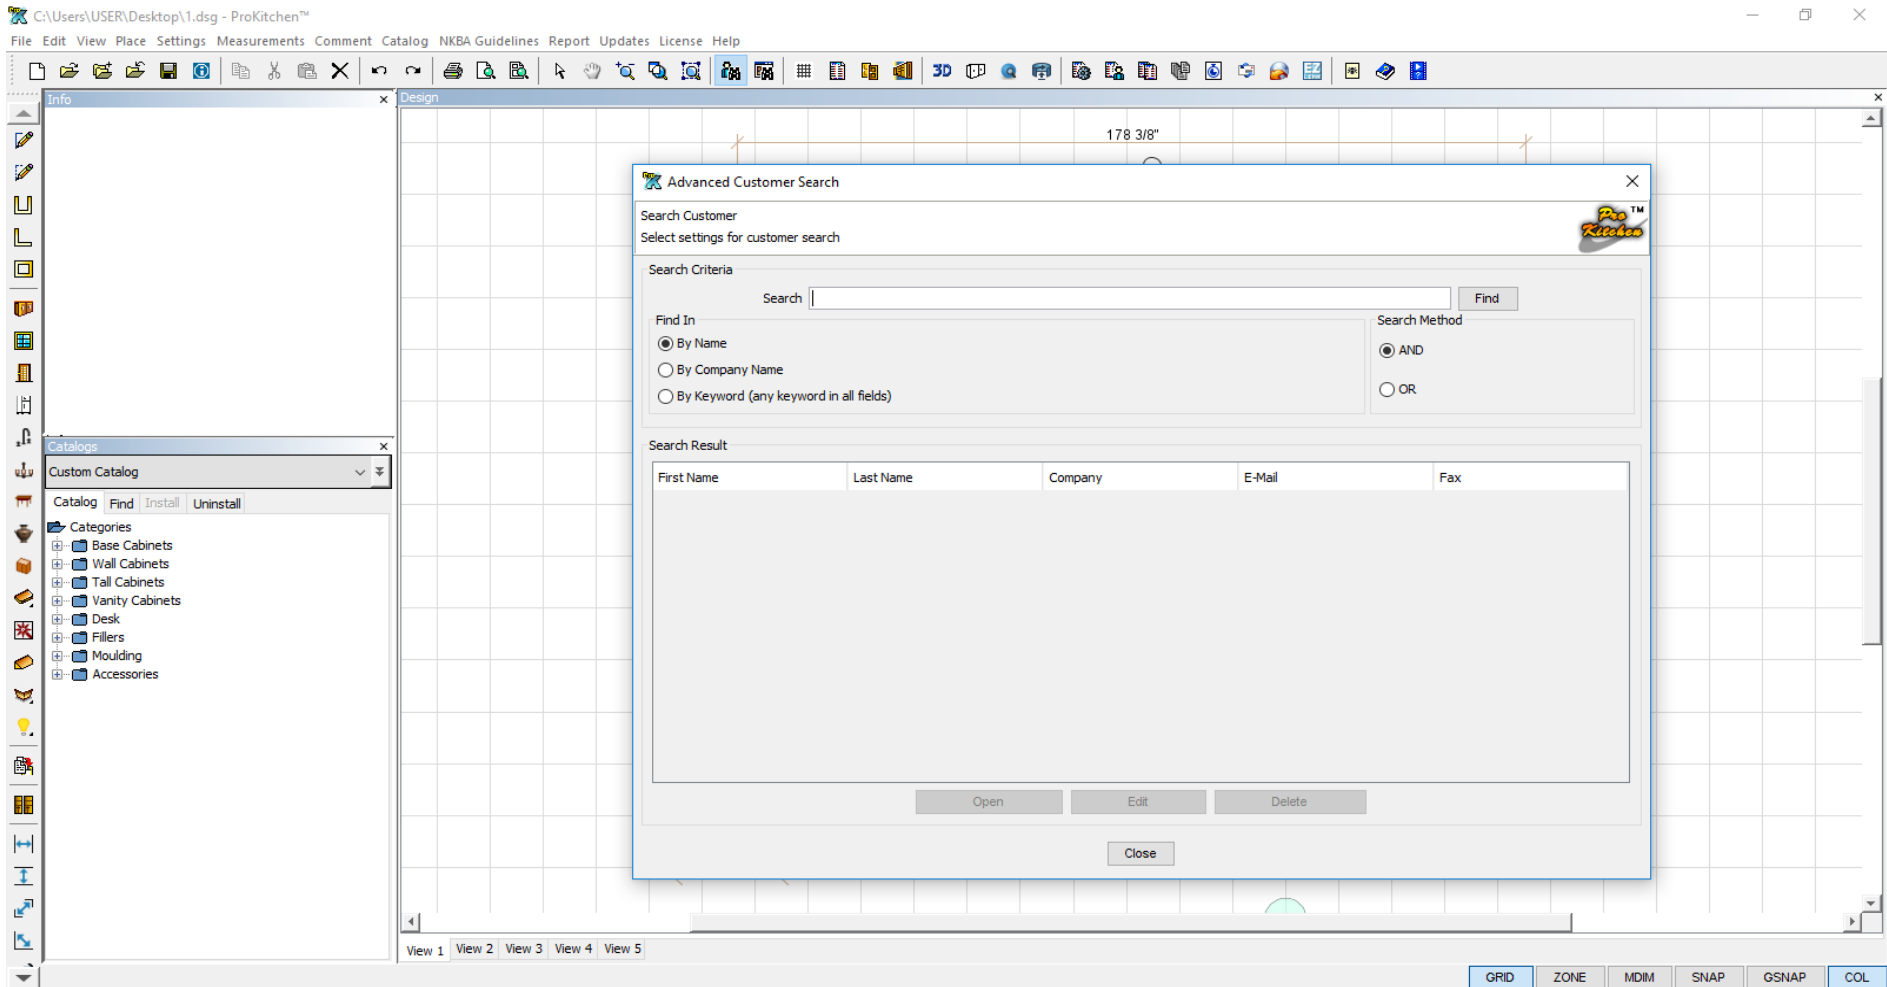 C:\Users\USER\Desktop\1.dsg - ProKitchen™
File Edit View Place Settings Measurements Comment Catalog NKBA Guidelines Report Updates License Help
3D
EZ
Info
Design
178 3/8"
Advanced Customer Search
Search Customer
Select settings for customer search
Pro Kitchen ™
Search Criteria
Search
Find
Find In
Search Method
By Name
AND
By Company Name
By Keyword (any keyword in all fields)
OR
Catalogs
Custom Catalog
Catalog Find Install Uninstall
Categories
Base Cabinets
Wall Cabinets
Tall Cabinets
Vanity Cabinets
Desk
Fillers
Moulding
Accessories
Search Result
First Name Last Name Company E-Mail Fax
Open Edit Delete
Close
View 1 View 2 View 3 View 4 View 5
GRID ZONE MDIM SNAP GSNAP COL